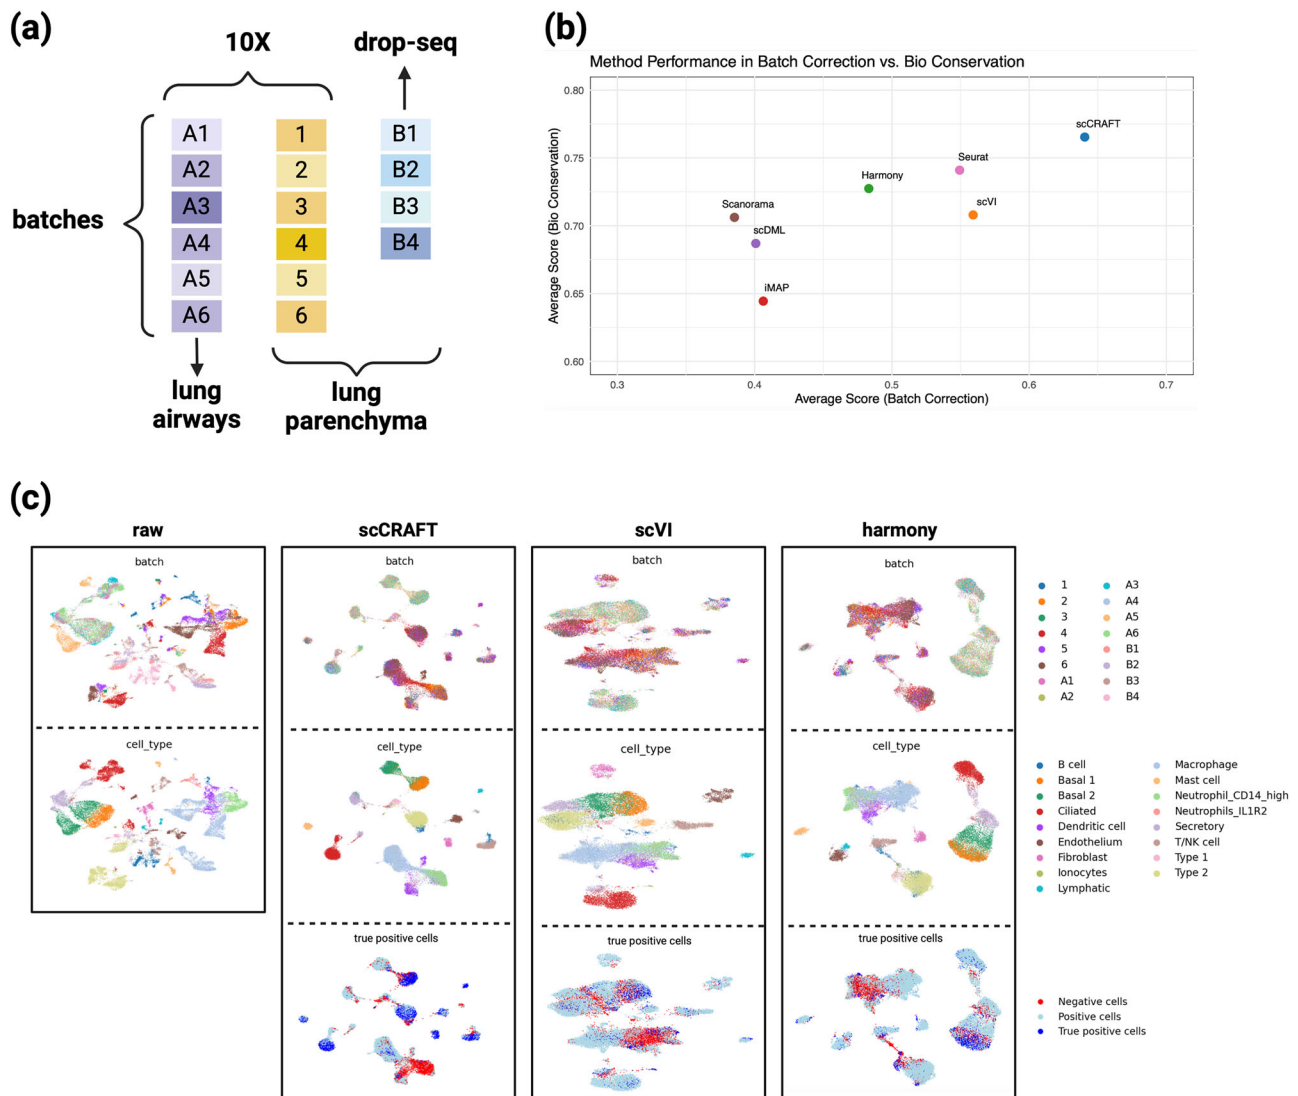 (a)
10X
drop-seq
A1 1 B1
A2 2 B2
A3 3 B3
A4 4 B4
A5 5
A6 6
batches
lung
airways
lung
parenchyma
(b)
Method Performance in Batch Correction vs. Bio Conservation
Average Score (Bio Conservation)
0.80
0.75
0.70
0.65
0.60
scCRAFT
Seurat
Harmony
scVI
Scanorama
scDML
iMAP
0.3 0.4 0.5 0.6 0.7
Average Score (Batch Correction)
(c)
raw
batch
cell_type
scCRAFT
batch
cell_type
true positive cells
scVI
batch
cell_type
true positive cells
harmony
batch
cell_type
true positive cells
1
2
3
4
5
6
A1
A2
A3
A4
A5
A6
B1
B2
B3
B4
B cell
Basal 1
Basal 2
Ciliated
Dendritic cell
Endothelium
Fibroblast
Ionocytes
Lymphatic
Macrophage
Mast cell
Neutrophil_CD14_high
Neutrophils_IL1R2
Secretory
T/NK cell
Type 1
Type 2
Negative cells
Positive cells
True positive cells